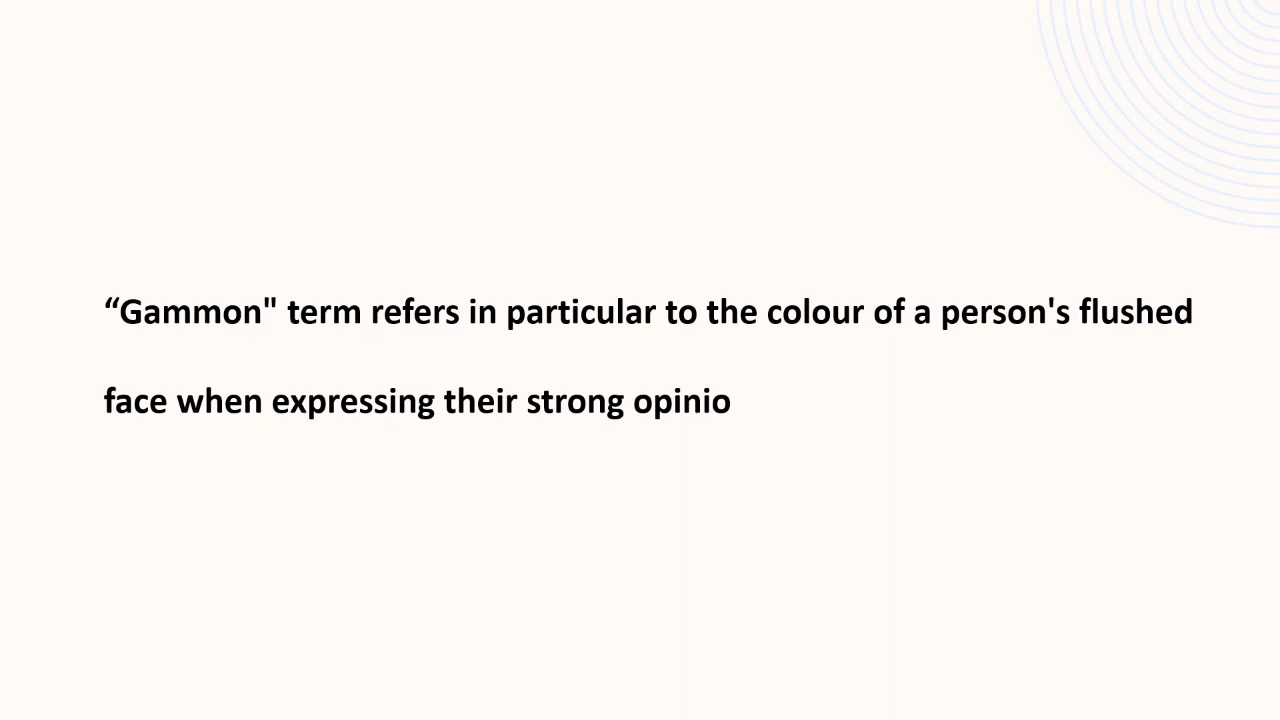 “Gammon" term refers in particular to the colour of a person's flushed
face when expressing their strong opinio